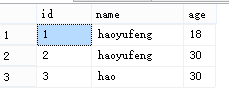 id name age
1 1 haoyufeng 18
2 2 haoyufeng 30
3 3 hao 30